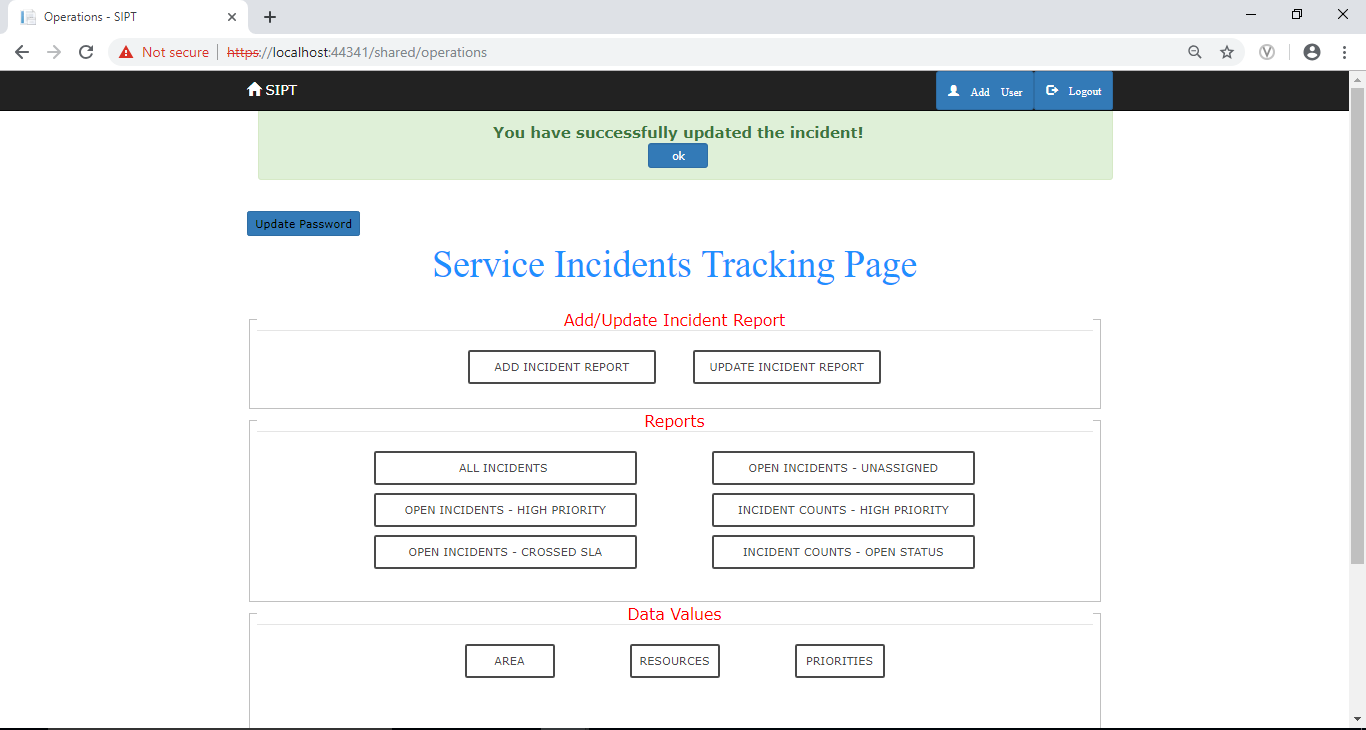 Operations - SIPT
Not secure https://localhost:44341/shared/operations
SIPT Add User Logout
You have successfully updated the incident!
ok
Update Password
Service Incidents Tracking Page
Add/Update Incident Report
ADD INCIDENT REPORT UPDATE INCIDENT REPORT
Reports
ALL INCIDENTS OPEN INCIDENTS - UNASSIGNED
OPEN INCIDENTS - HIGH PRIORITY INCIDENT COUNTS - HIGH PRIORITY
OPEN INCIDENTS - CROSSED SLA INCIDENT COUNTS - OPEN STATUS
Data Values
AREA RESOURCES PRIORITIES